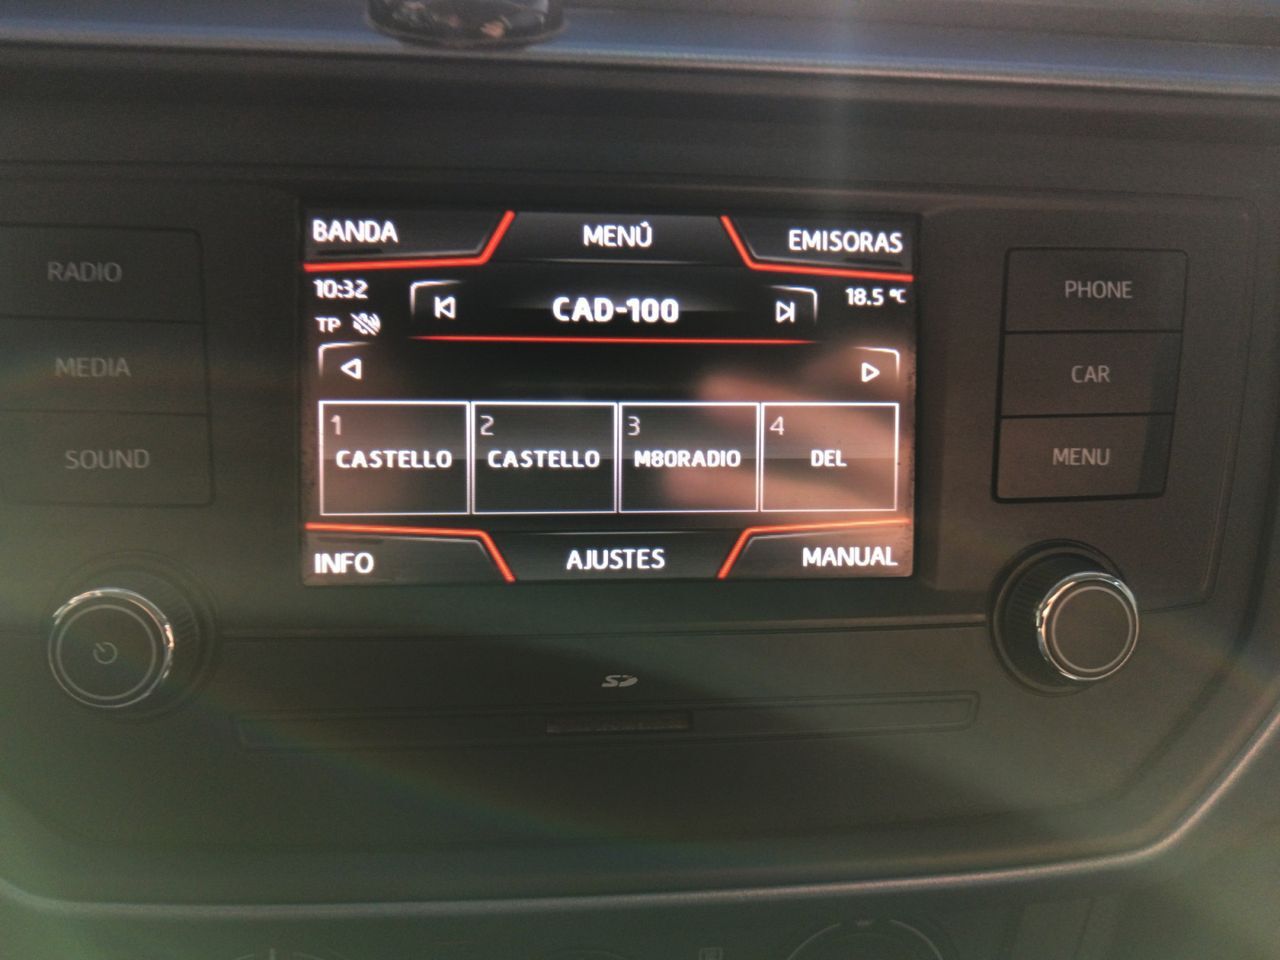 BANDA
MENÚ
EMISORAS
10:32
CAD-100
18.5 °C
TP
1
CASTELLO
2
CASTELLO
3
M80RADIO
4
DEL
INFO
AJUSTES
MANUAL
RADIO
MEDIA
SOUND
PHONE
CAR
MENU
SD